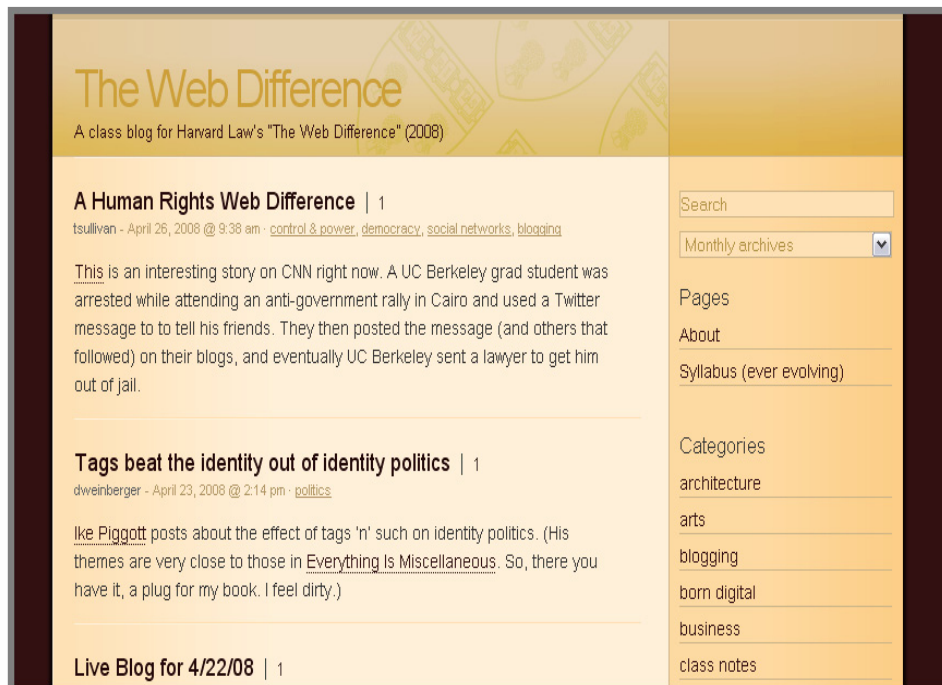 The Web Difference
A class blog for Harvard Law's "The Web Difference" (2008)
A Human Rights Web Difference | 1
tsullivan - April 26, 2008 @ 9:38 am · control & power, democracy, social networks, blogging
This is an interesting story on CNN right now. A UC Berkeley grad student was
arrested while attending an anti-government rally in Cairo and used a Twitter
message to to tell his friends. They then posted the message (and others that
followed) on their blogs, and eventually UC Berkeley sent a lawyer to get him
out of jail.
Tags beat the identity out of identity politics | 1
dweinberger - April 23, 2008 @ 2:14 pm · politics
Ike Piggott posts about the effect of tags 'n' such on identity politics. (His
themes are very close to those in Everything Is Miscellaneous. So, there you
have it, a plug for my book. I feel dirty.)
Live Blog for 4/22/08 | 1
Search
Monthly archives
Pages
About
Syllabus (ever evolving)
Categories
architecture
arts
blogging
born digital
business
class notes